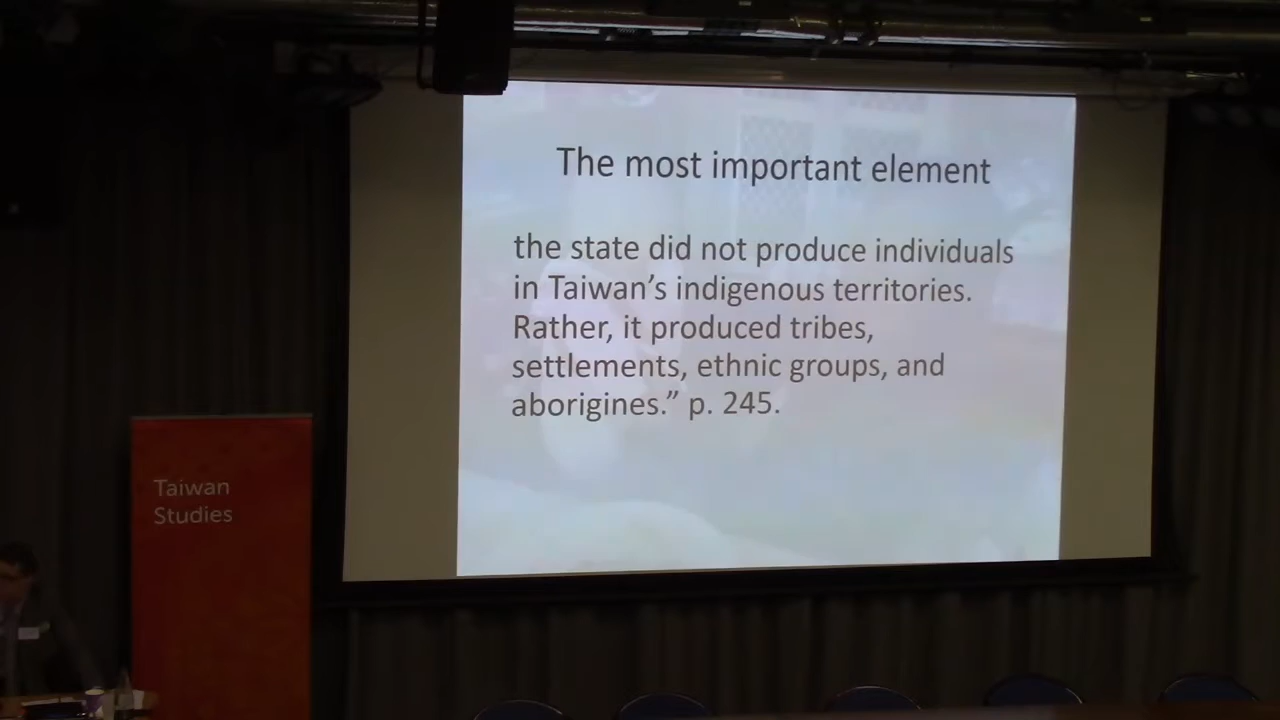 The most important element
the state did not produce individuals
in Taiwan’s indigenous territories.
Rather, it produced tribes,
settlements, ethnic groups, and
aborigines.” p. 245.
Taiwan
Studies